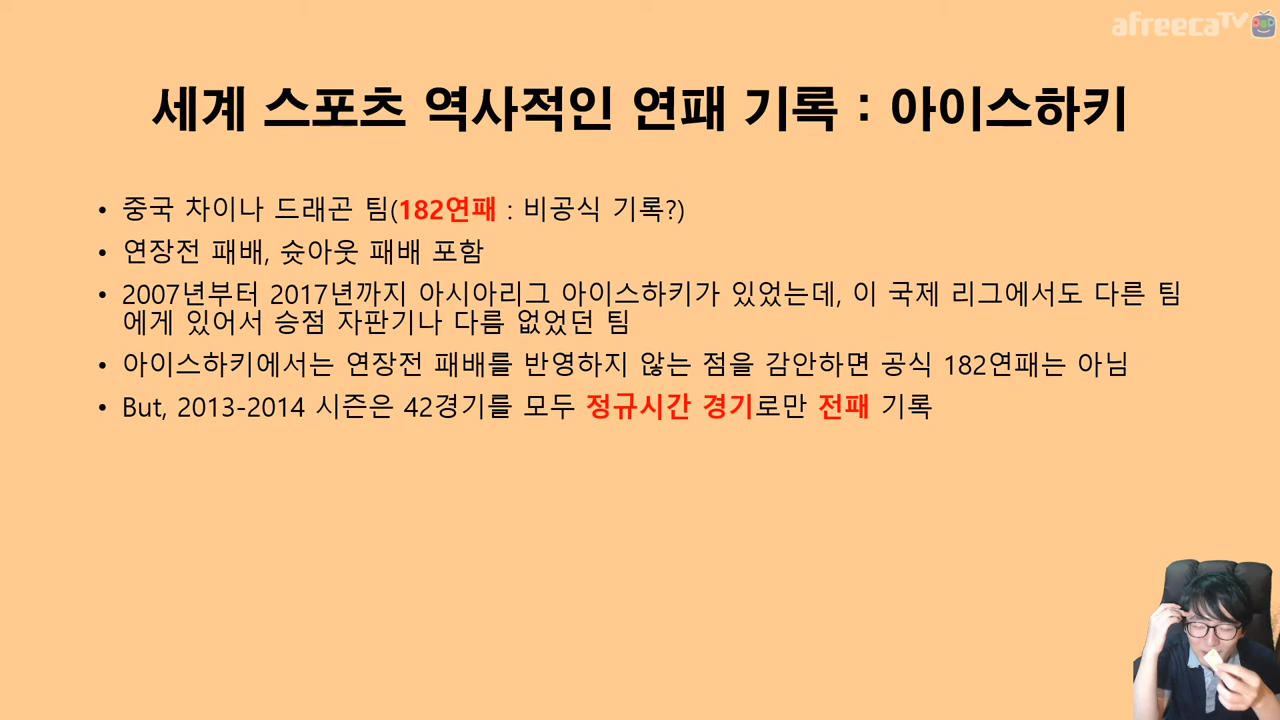 afreecaTV
세계 스포츠 역사적인 연패 기록 : 아이스하키
• 중국 차이나 드래곤 팀(182연패 : 비공식 기록?)
• 연장전 패배, 슛아웃 패배 포함
• 2007년부터 2017년까지 아시아리그 아이스하키가 있었는데, 이 국제 리그에서도 다른 팀
에게 있어서 승점 자판기나 다름 없었던 팀
• 아이스하키에서는 연장전 패배를 반영하지 않는 점을 감안하면 공식 182연패는 아님
• But, 2013-2014 시즌은 42경기를 모두 정규시간 경기로만 전패 기록